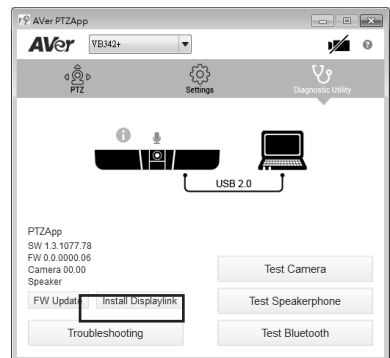 AVer PTZApp
AVer VB342+
PTZ Settings Diagnostic Utility
USB 2.0
PTZApp
SW 1.3.1077.78
FW 0.0.0000.06
Camera 00.00
Speaker
Test Camera
FW Update Install Displaylink Test Speakerphone
Troubleshooting Test Bluetooth